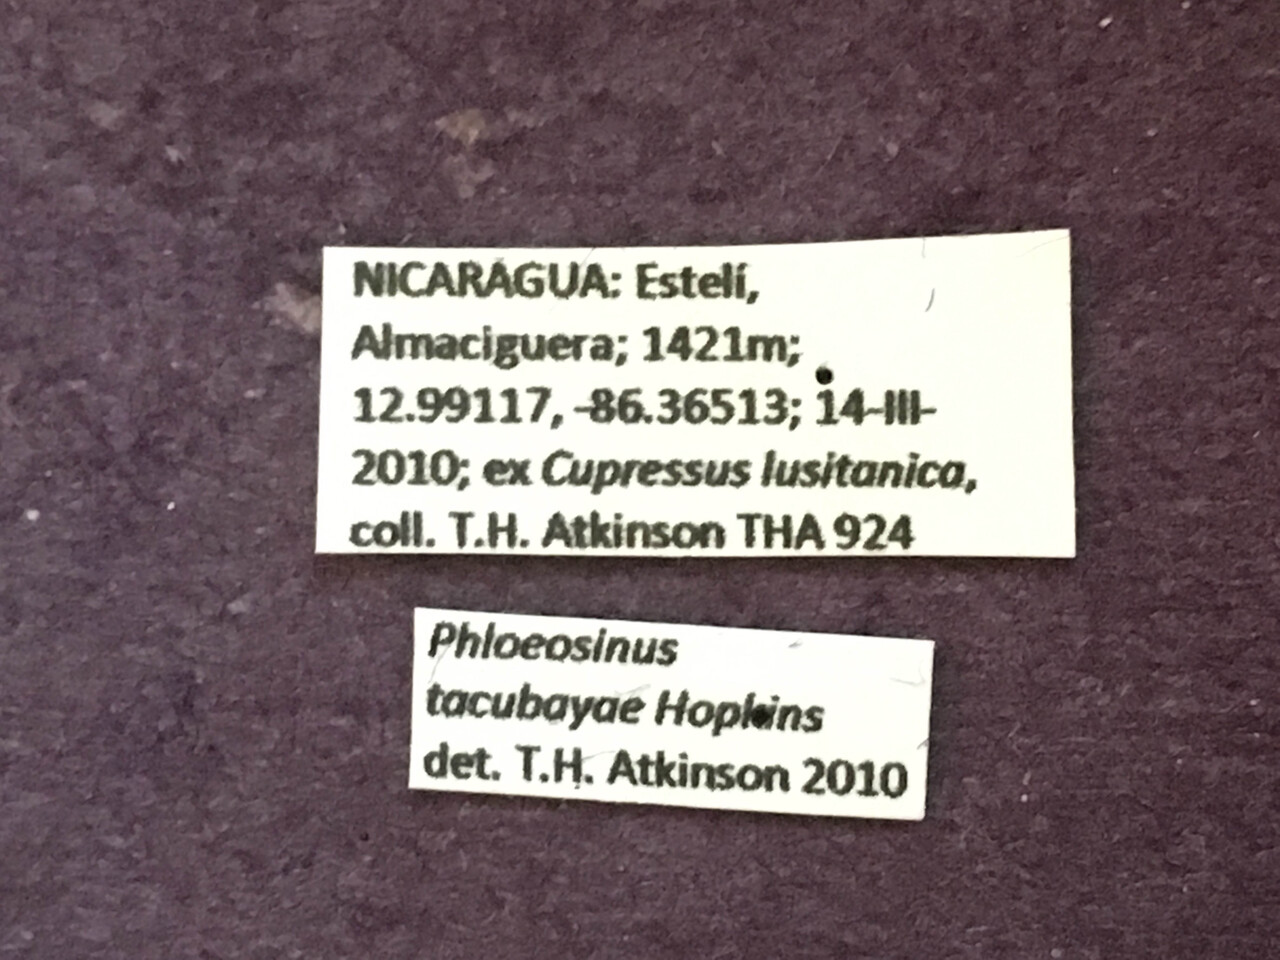 NICARAGUA: Estelí,
Almaciguera; 1421m;
12.99117, -86.36513; 14-III-
2010; ex Cupressus lusitanica,
coll. T.H. Atkinson THA 924
Phloeosinus
tacubayae Hopkins
det. T.H. Atkinson 2010